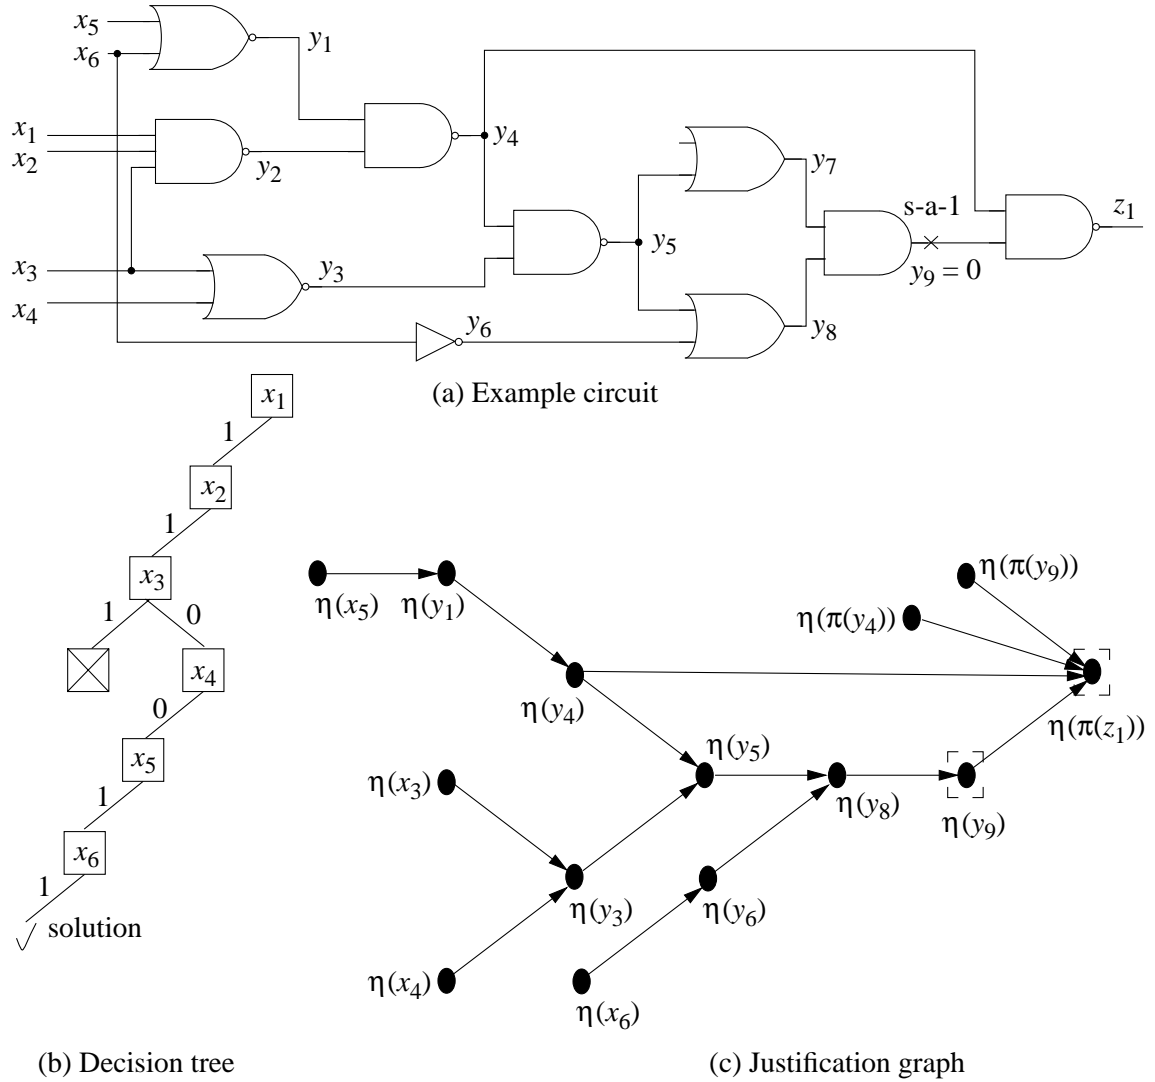 x5
x6
y1
x1
x2
y2
y4
x3
x4
y3
y5
y6
y7
y8
s-a-1
y9 = 0
z1
(a) Example circuit
x1
1
x2
1
x3
1
0
x4
0
x5
1
x6
1
solution
(b) Decision tree
η(x5)
η(y1)
η(π(y9))
η(π(y4))
η(y4)
η(π(z1))
η(y5)
η(x3)
η(y8)
η(y9)
η(y3)
η(y6)
η(x4)
η(x6)
(c) Justification graph